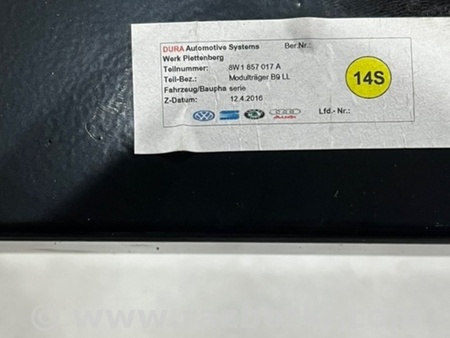 DURA Automotive Systems Ber.Nr.:
Werk Plettenberg
Teilnummer: 8W1 857 017 A
Teil-Bez.: Modulträger B9 LL
Fahrzeug/Baupha serie
Z-Datum: 12.4.2016
14S
Lfd.- Nr.:
Audi